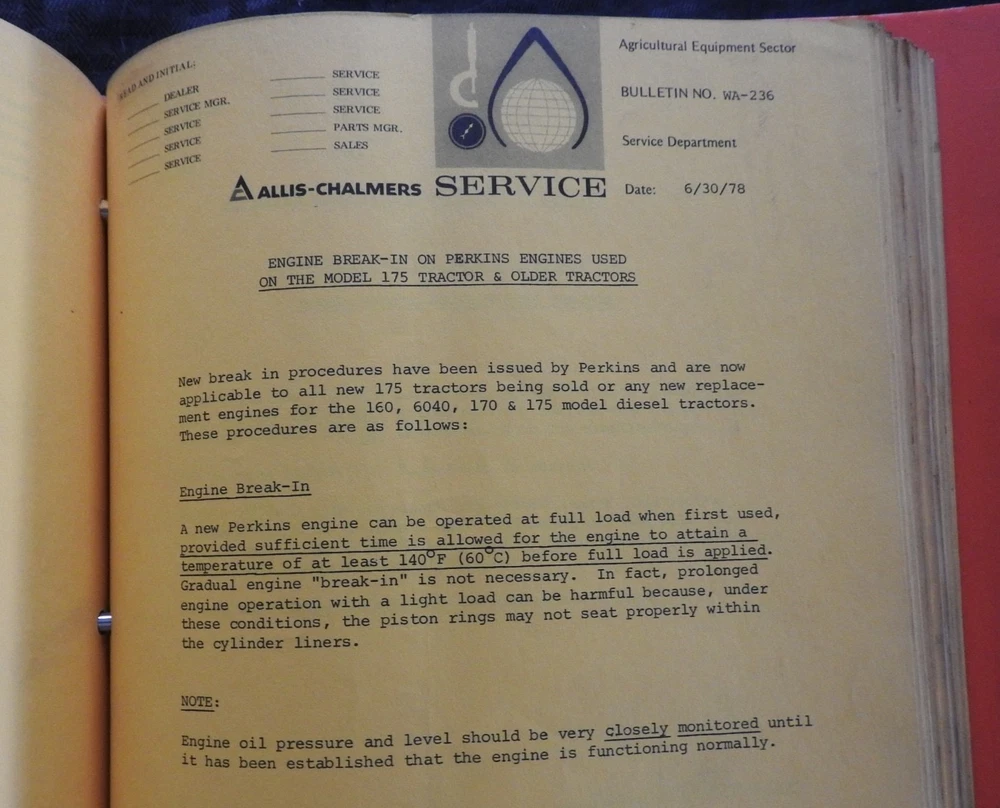 READ AND INITIAL:
DEALER
SERVICE MGR.
SERVICE
SERVICE
SERVICE
SERVICE
SERVICE
SERVICE
PARTS MGR.
SALES
Agricultural Equipment Sector
BULLETIN NO. WA-236
Service Department
ALLIS-CHALMERS SERVICE Date: 6/30/78
ENGINE BREAK-IN ON PERKINS ENGINES USED
ON THE MODEL 175 TRACTOR & OLDER TRACTORS
New break in procedures have been issued by Perkins and are now
applicable to all new 175 tractors being sold or any new replace-
ment engines for the 160, 6040, 170 & 175 model diesel tractors.
These procedures are as follows:
Engine Break-In
A new Perkins engine can be operated at full load when first used,
provided sufficient time is allowed for the engine to attain a
temperature of at least 140°F (60°C) before full load is applied.
Gradual engine "break-in" is not necessary. In fact, prolonged
engine operation with a light load can be harmful because, under
these conditions, the piston rings may not seat properly within
the cylinder liners.
NOTE:
Engine oil pressure and level should be very closely monitored until
it has been established that the engine is functioning normally.